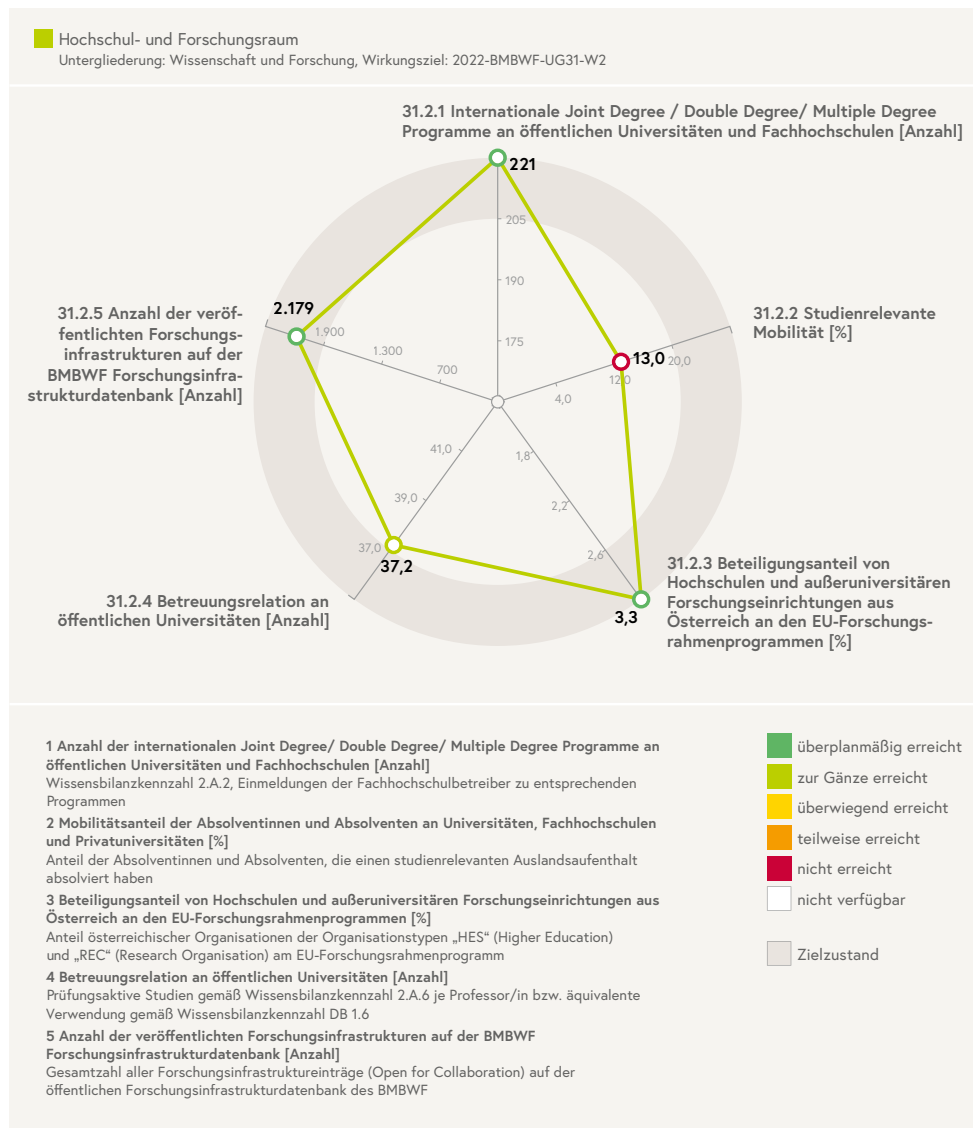 Hochschul- und Forschungsraum
Untergliederung: Wissenschaft und Forschung, Wirkungsziel: 2022-BMBWF-UG31-W2
31.2.1 Internationale Joint Degree / Double Degree/ Multiple Degree
Programme an öffentlichen Universitäten und Fachhochschulen [Anzahl]
221
205
190
175
31.2.2 Studienrelevante
Mobilität [%]
13,0
20,0
12,0
4,0
31.2.5 Anzahl der veröf-
fentlichten Forschungs-
infrastrukturen auf der
BMBWF Forschungsinfra-
strukturdatenbank [Anzahl]
2.179
1.900
1.300
700
41,0
39,0
37,0
37,2
31.2.4 Betreuungsrelation an
öffentlichen Universitäten [Anzahl]
1,8
2,2
2,6
3,3
31.2.3 Beteiligungsanteil von
Hochschulen und außeruniversitären
Forschungseinrichtungen aus
Österreich an den EU-Forschungs-
rahmenprogrammen [%]
1 Anzahl der internationalen Joint Degree/ Double Degree/ Multiple Degree Programme an
öffentlichen Universitäten und Fachhochschulen [Anzahl]
Wissensbilanzkennzahl 2.A.2, Einmeldungen der Fachhochschulbetreiber zu entsprechenden
Programmen
2 Mobilitätsanteil der Absolventinnen und Absolventen an Universitäten, Fachhochschulen
und Privatuniversitäten [%]
Anteil der Absolventinnen und Absolventen, die einen studienrelevanten Auslandsaufenthalt
absolviert haben
3 Beteiligungsanteil von Hochschulen und außeruniversitären Forschungseinrichtungen aus
Österreich an den EU-Forschungsrahmenprogrammen [%]
Anteil österreichischer Organisationen der Organisationstypen „HES“ (Higher Education)
und „REC“ (Research Organisation) am EU-Forschungsrahmenprogramm
4 Betreuungsrelation an öffentlichen Universitäten [Anzahl]
Prüfungsaktive Studien gemäß Wissensbilanzkennzahl 2.A.6 je Professor/in bzw. äquivalente
Verwendung gemäß Wissensbilanzkennzahl DB 1.6
5 Anzahl der veröffentlichten Forschungsinfrastrukturen auf der BMBWF
Forschungsinfrastrukturdatenbank [Anzahl]
Gesamtzahl aller Forschungsinfrastruktureinträge (Open for Collaboration) auf der
öffentlichen Forschungsinfrastrukturdatenbank des BMBWF
überplanmäßig erreicht
zur Gänze erreicht
überwiegend erreicht
teilweise erreicht
nicht erreicht
nicht verfügbar
Zielzustand